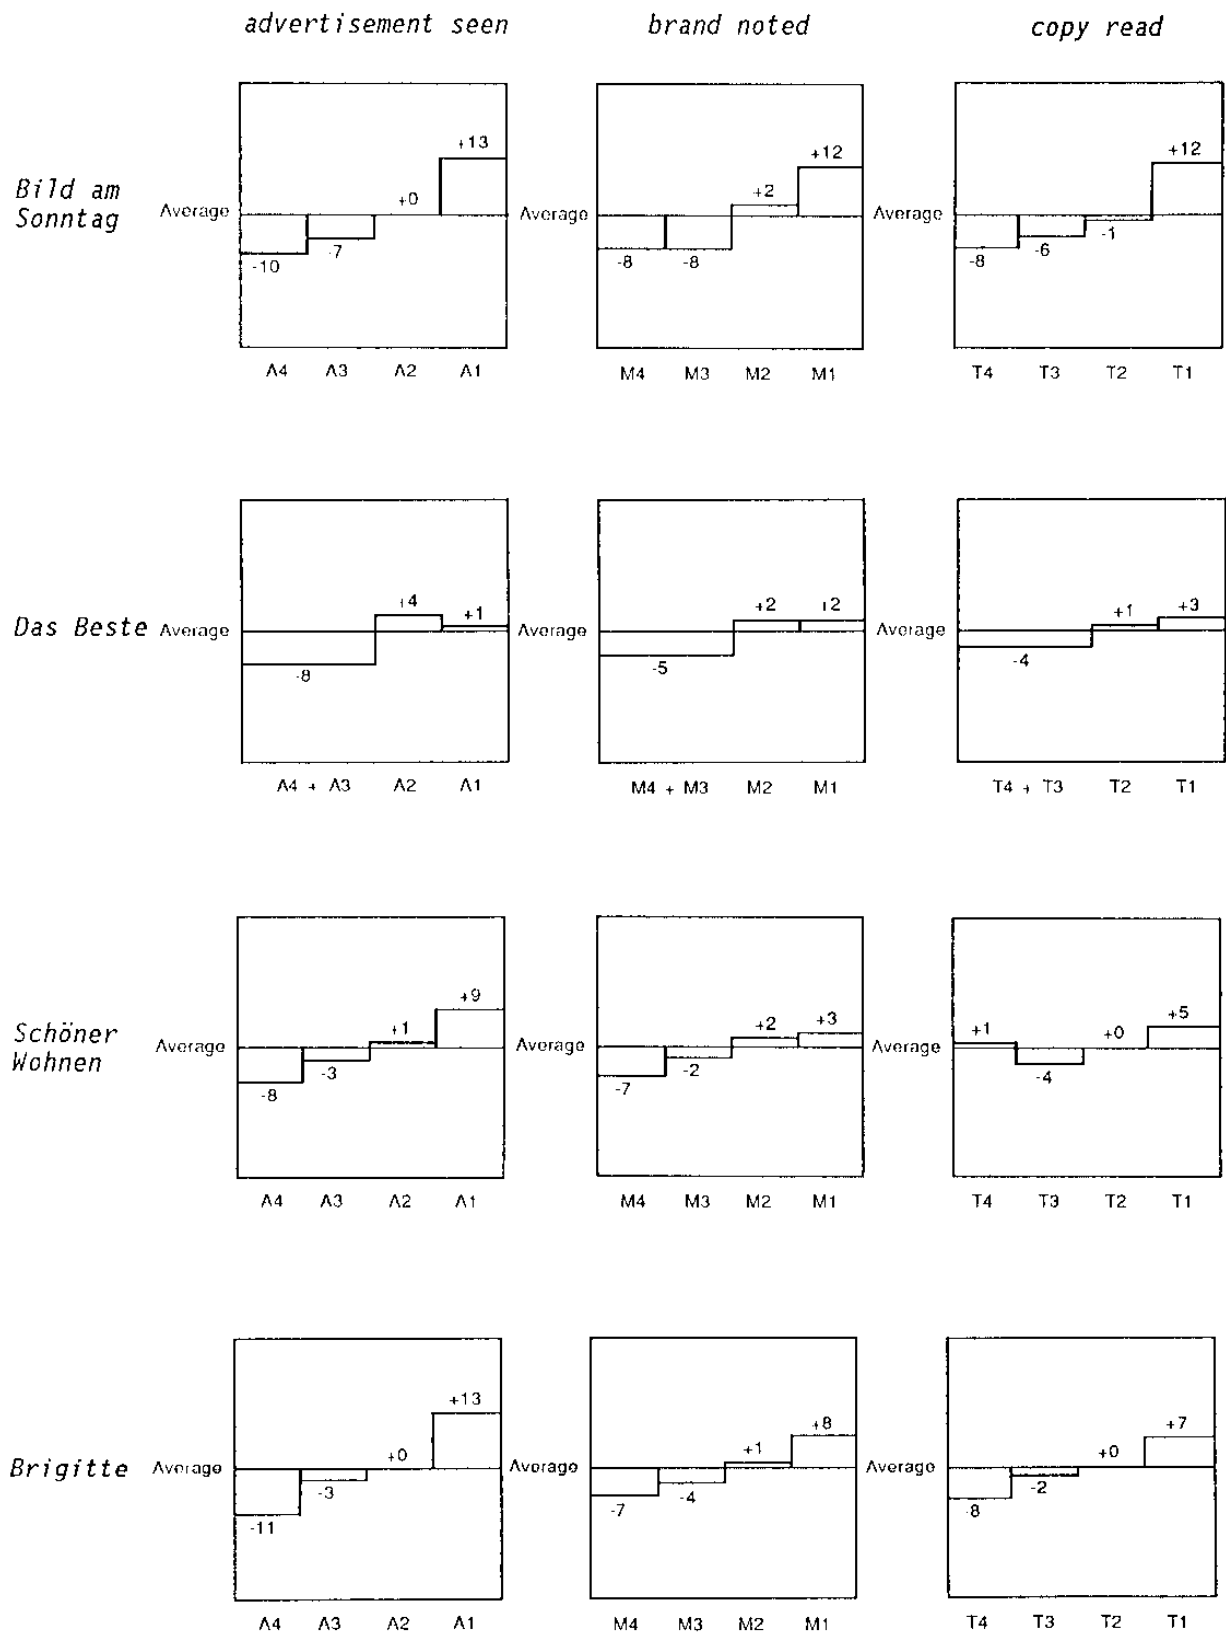 advertisement seen brand noted copy read
+13 +12 +12
Bild am
Sonntag
Average +0 Average +2 Average
-10 -7 -8 -8 -8 -6 -1
A4 A3 A2 A1 M4 M3 M2 M1 T4 T3 T2 T1
Das Beste
Average +4 +1 Average +2 +2 Average +1 +3
-8 -5 -4
A4 + A3 A2 A1 M4 + M3 M2 M1 T4 + T3 T2 T1
Schöner
Wohnen
Average +1 +9 Average +2 +3 Average +1 +0 +5
-8 -3 -7 -2 -4
A4 A3 A2 A1 M4 M3 M2 M1 T4 T3 T2 T1
Brigitte
Average +0 +13 Average +1 +8 Average +0 +7
-11 -3 -7 -4 -8 -2
A4 A3 A2 A1 M4 M3 M2 M1 T4 T3 T2 T1